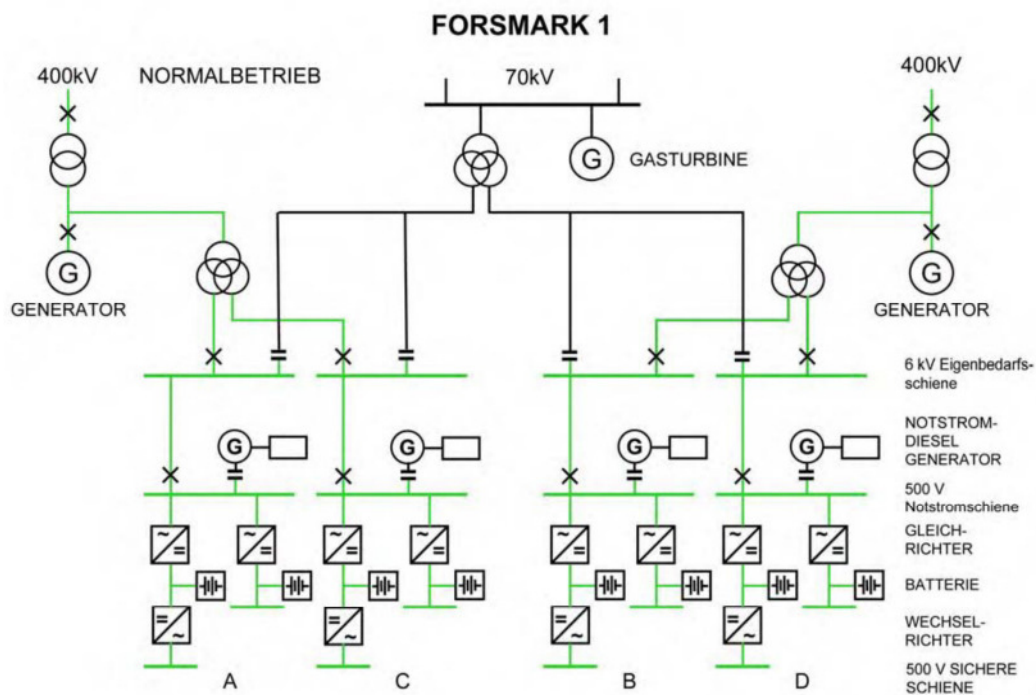 FORSMARK 1
400kV
NORMALBETRIEB
70kV
400kV
G
GASTURBINE
G
GENERATOR
G
GENERATOR
6 kV Eigenbedarfs-
schiene
G
G
G
G
NOTSTROM-
DIESEL
GENERATOR
500 V
Notstromschiene
GLEICH-
RICHTER
BATTERIE
WECHSEL-
RICHTER
A
C
B
D
500 V SICHERE
SCHIENE